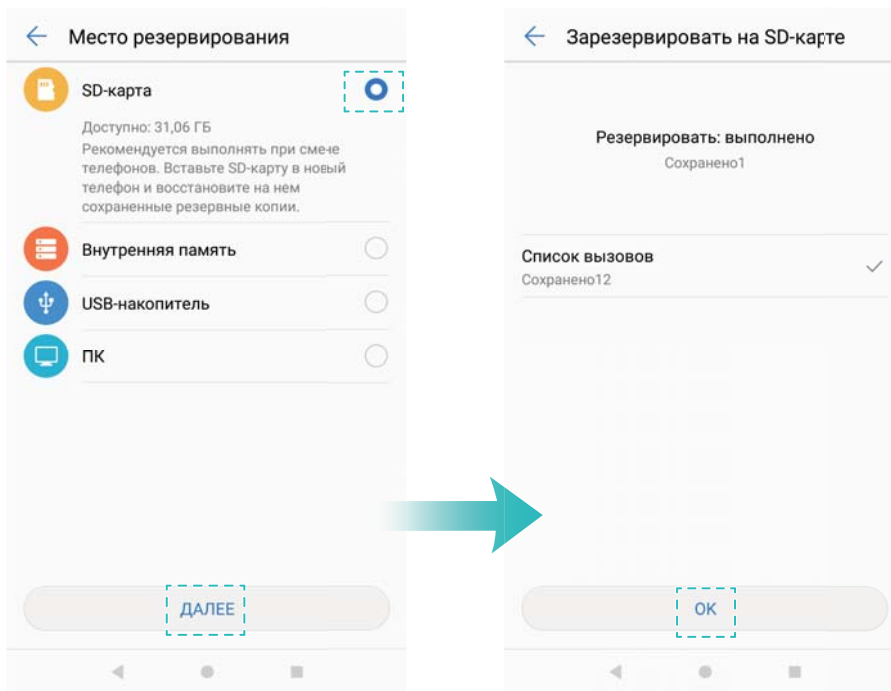 Место резервирования
SD-карта
Доступно: 31,06 ГБ
Рекомендуется выполнять при смене
телефонов. Вставьте SD-карту в новый
телефон и восстановите на нем
сохраненные резервные копии.
Внутренняя память
USB-накопитель
ПК
ДАЛЕЕ
Зарезервировать на SD-карте
Резервировать: выполнено
Сохранено1
Список вызовов
Сохранено12
ОК